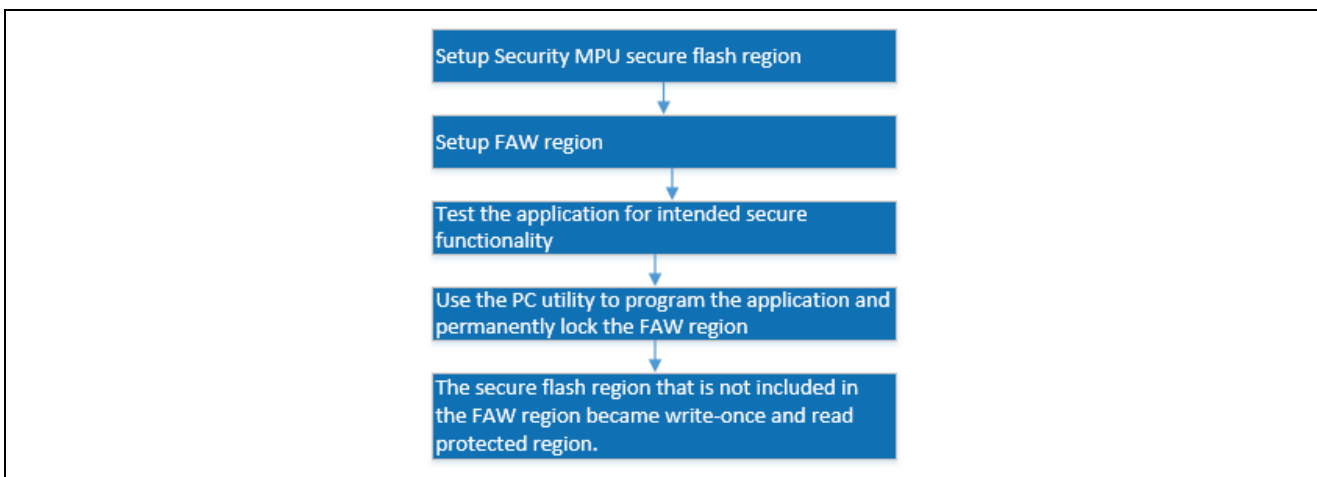 Setup Security MPU secure flash region
Setup FAW region
Test the application for intended secure
functionality
Use the PC utility to program the application and
permanently lock the FAW region
The secure flash region that is not included in
the FAW region became write-once and read
protected region.